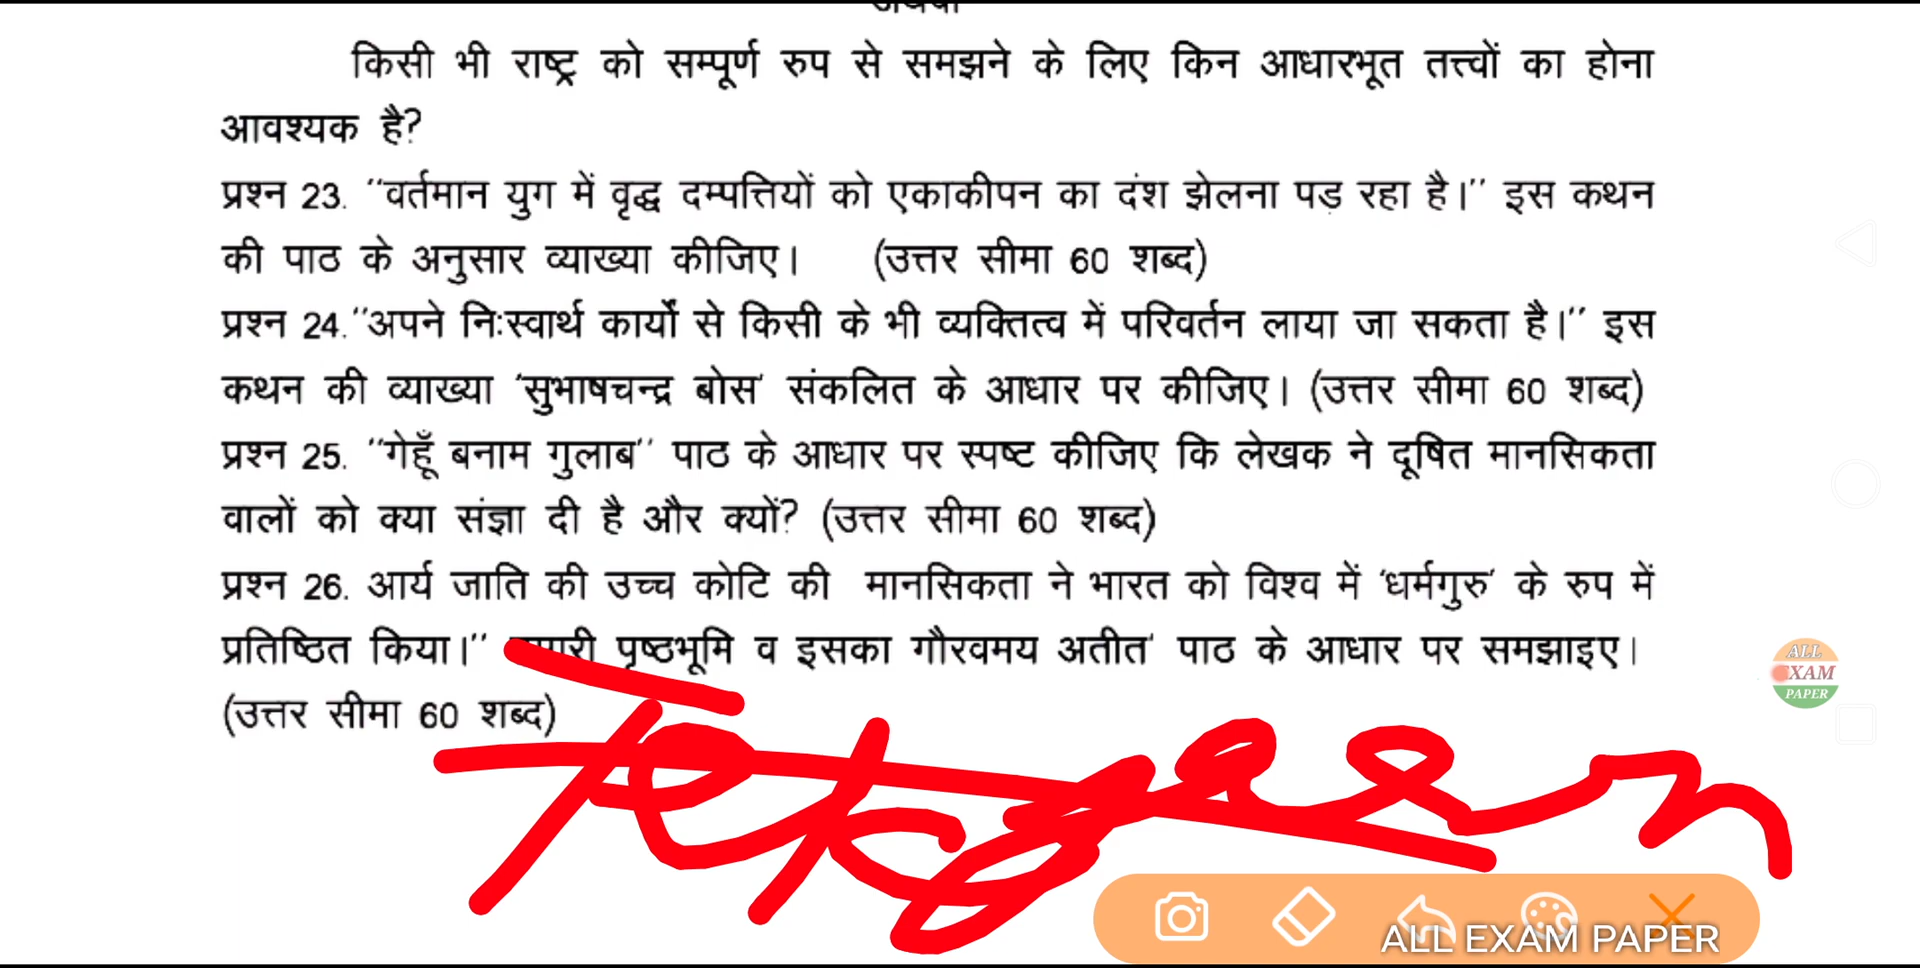 अथवा
किसी भी राष्ट्र को सम्पूर्ण रुप से समझने के लिए किन आधारभूत तत्त्वों का होना
आवश्यक है?
प्रश्न 23. ''वर्तमान युग में वृद्ध दम्पत्तियों को एकाकीपन का दंश झेलना पड़ रहा है।'' इस कथन
की पाठ के अनुसार व्याख्या कीजिए। (उत्तर सीमा 60 शब्द)
प्रश्न 24.''अपने निःस्वार्थ कार्यो से किसी के भी व्यक्तित्व में परिवर्तन लाया जा सकता है।'' इस
कथन की व्याख्या 'सुभाषचन्द्र बोस' संकलित के आधार पर कीजिए। (उत्तर सीमा 60 शब्द)
प्रश्न 25. ''गेहूँ बनाम गुलाब'' पाठ के आधार पर स्पष्ट कीजिए कि लेखक ने दूषित मानसिकता
वालों को क्या संज्ञा दी है और क्यों? (उत्तर सीमा 60 शब्द)
प्रश्न 26. आर्य जाति की उच्च कोटि की मानसिकता ने भारत को विश्व में 'धर्मगुरु' के रुप में
प्रतिष्ठित किया।'' पृष्ठभूमि व इसका गौरवमय अतीत' पाठ के आधार पर समझाइए।
(उत्तर सीमा 60 शब्द)
ALL
EXAM
PAPER
ALL EXAM PAPER